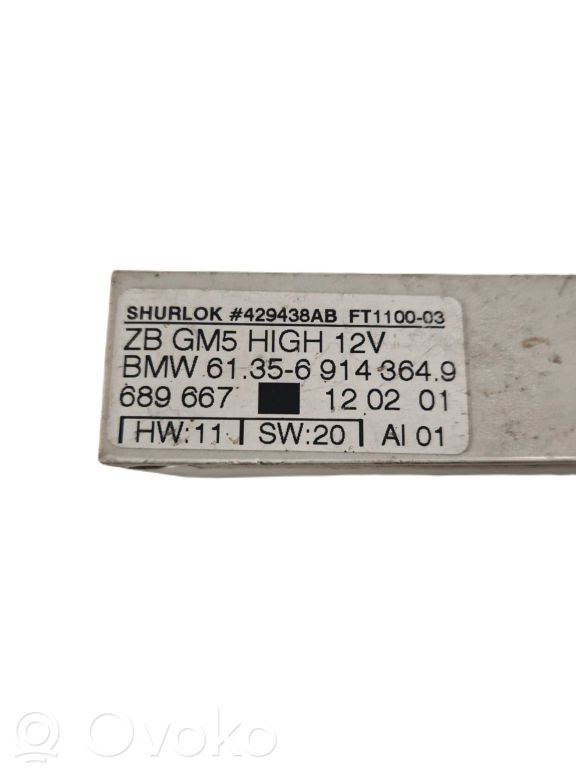 SHURLOK #429438AB FT1100-03
ZB GM5 HIGH 12V
BMW 61.35-6 914 364.9
689 667 12 02 01
HW:11 SW:20 AI 01
Ovoko